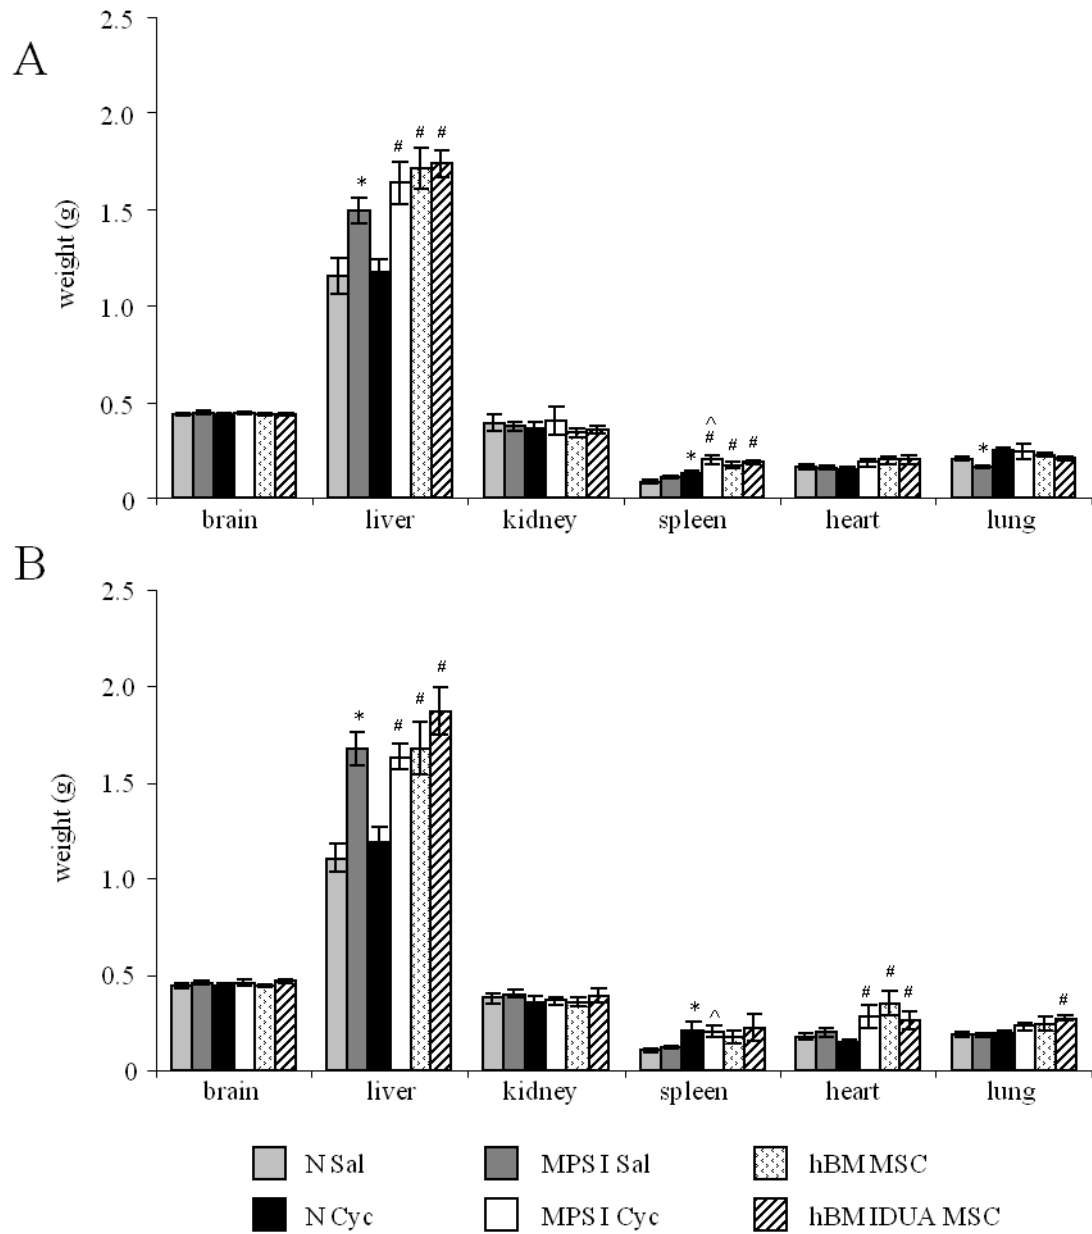 A
2.5
2.0
1.5
1.0
0.5
0
weight (g)
* # # #
* ^ # # #
*
brain liver kidney spleen heart lung
B
2.5
2.0
1.5
1.0
0.5
0
weight (g)
* # # #
* ^
# # #
#
brain liver kidney spleen heart lung
N Sal MPS I Sal hBM MSC
N Cyc MPS I Cyc hBM IDUA MSC